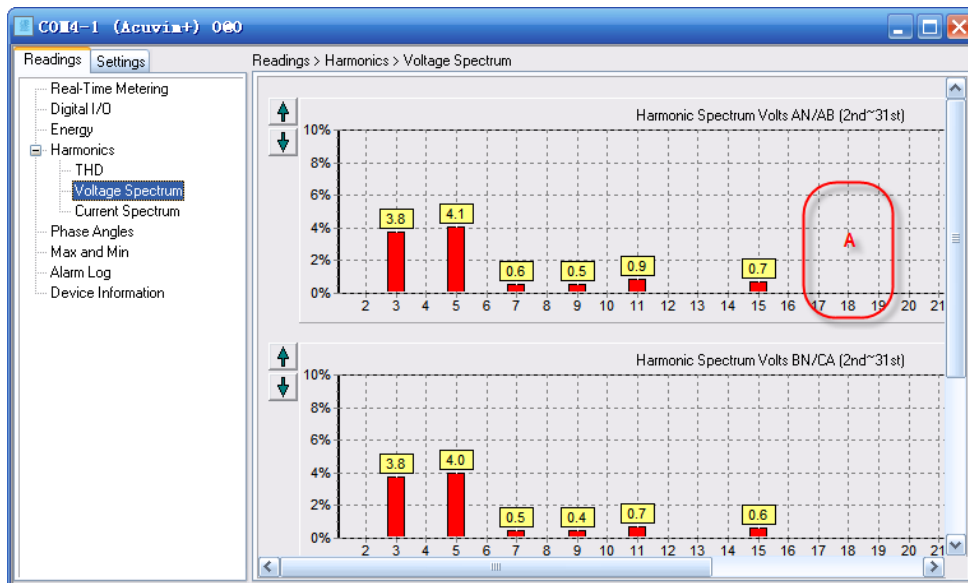 COM4-1 (Acuvim+) O@O
Readings Settings
Real-Time Metering
Digital I/O
Energy
Harmonics
THD
Voltage Spectrum
Current Spectrum
Phase Angles
Max and Min
Alarm Log
Device Information
Readings > Harmonics > Voltage Spectrum
Harmonic Spectrum Volts AN/AB (2nd~31st)
10%
8%
6%
4%
2%
0%
3.8 4.1 0.6 0.5 0.9 0.7
A
2 3 4 5 6 7 8 9 10 11 12 13 14 15 16 17 18 19 20 21
Harmonic Spectrum Volts BN/CA (2nd~31st)
10%
8%
6%
4%
2%
0%
3.8 4.0 0.5 0.4 0.7 0.6
2 3 4 5 6 7 8 9 10 11 12 13 14 15 16 17 18 19 20 21